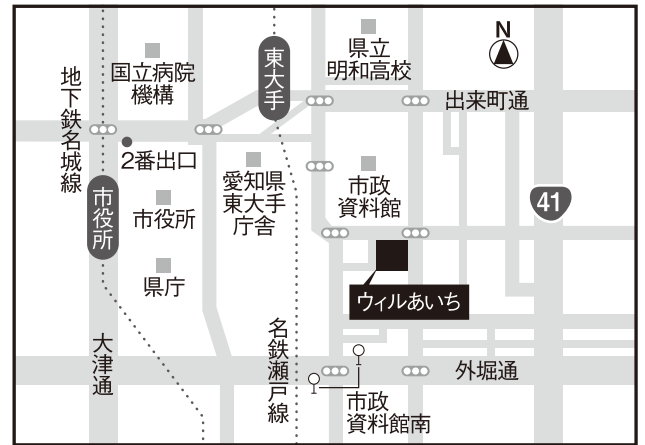 N
県立
明和高校
東大手
国立病院
機構
出来町通
地下鉄名城線
2番出口
愛知県
東大手
庁舎
市政
資料館
41
市役所
市役所
県庁
ウィルあいち
大津通
名鉄瀬戸線
外堀通
市政
資料館南